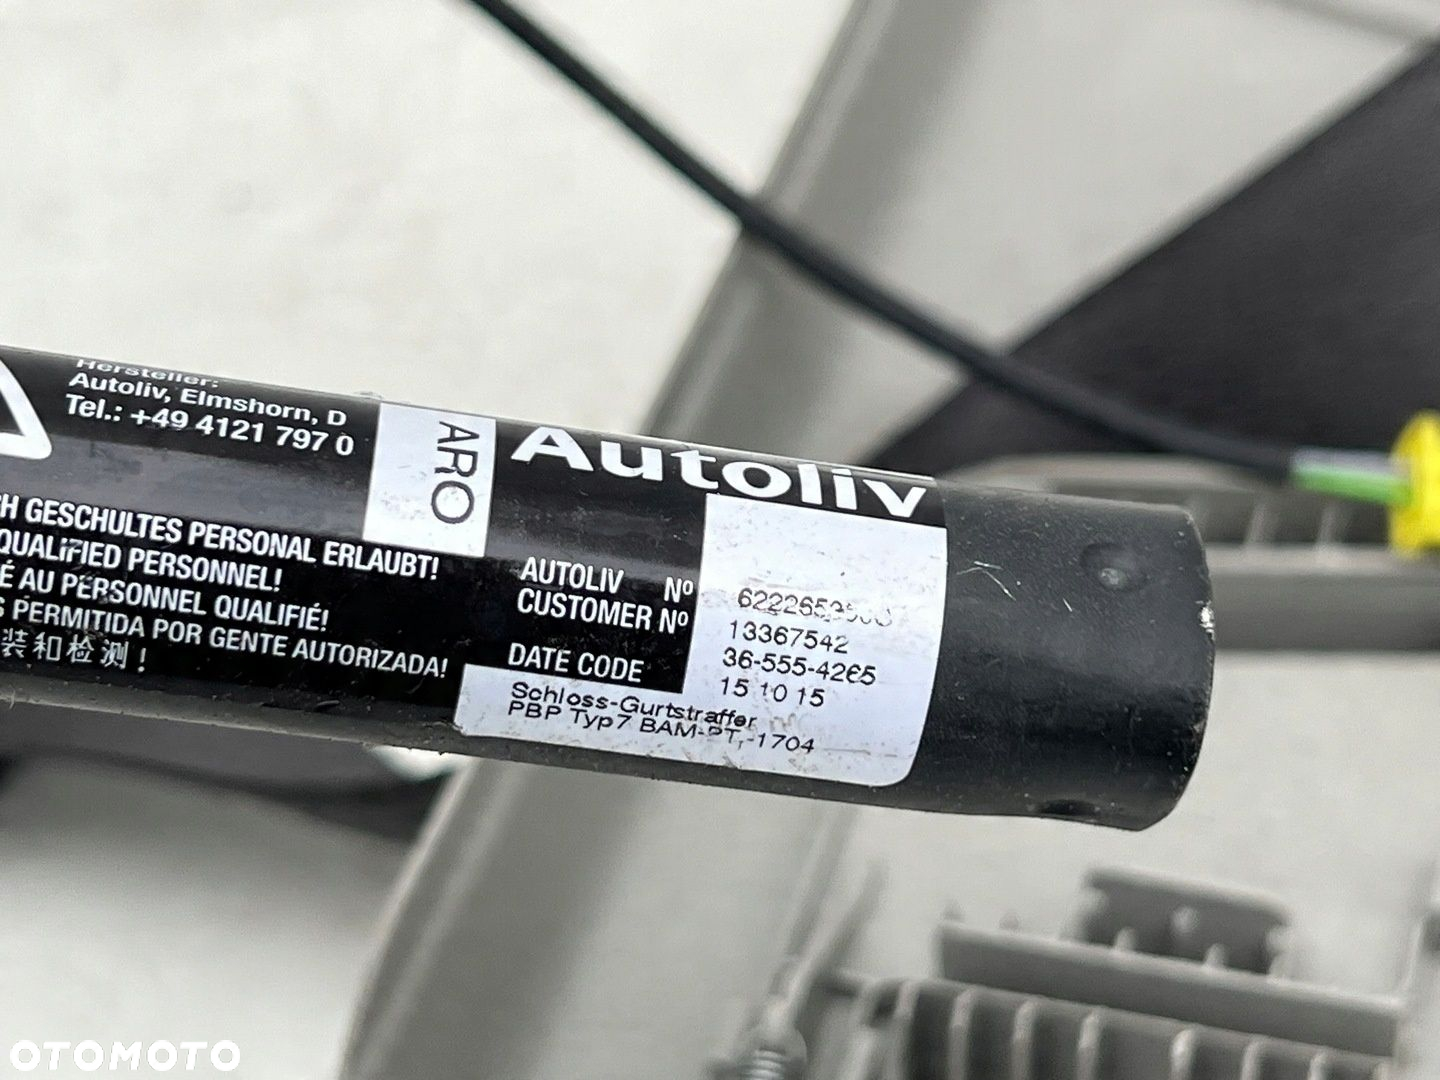 Hersteller:
Autoliv, Elmshorn, D
Tel.: +49 4121 797 0
ARO
Autoliv
H GESCHULTES PERSONAL ERLAUBT!
QUALIFIED PERSONNEL!
É AU PERSONNEL QUALIFIÉ!
S PERMITIDA POR GENTE AUTORIZADA!
装和检测!
AUTOLIV Nº
CUSTOMER Nº 13367542
36-555-4265
DATE CODE 15 10 15
Schloss-Gurtstraffer
PBP Typ7 BAM-PT,-1704
OTOMOTO